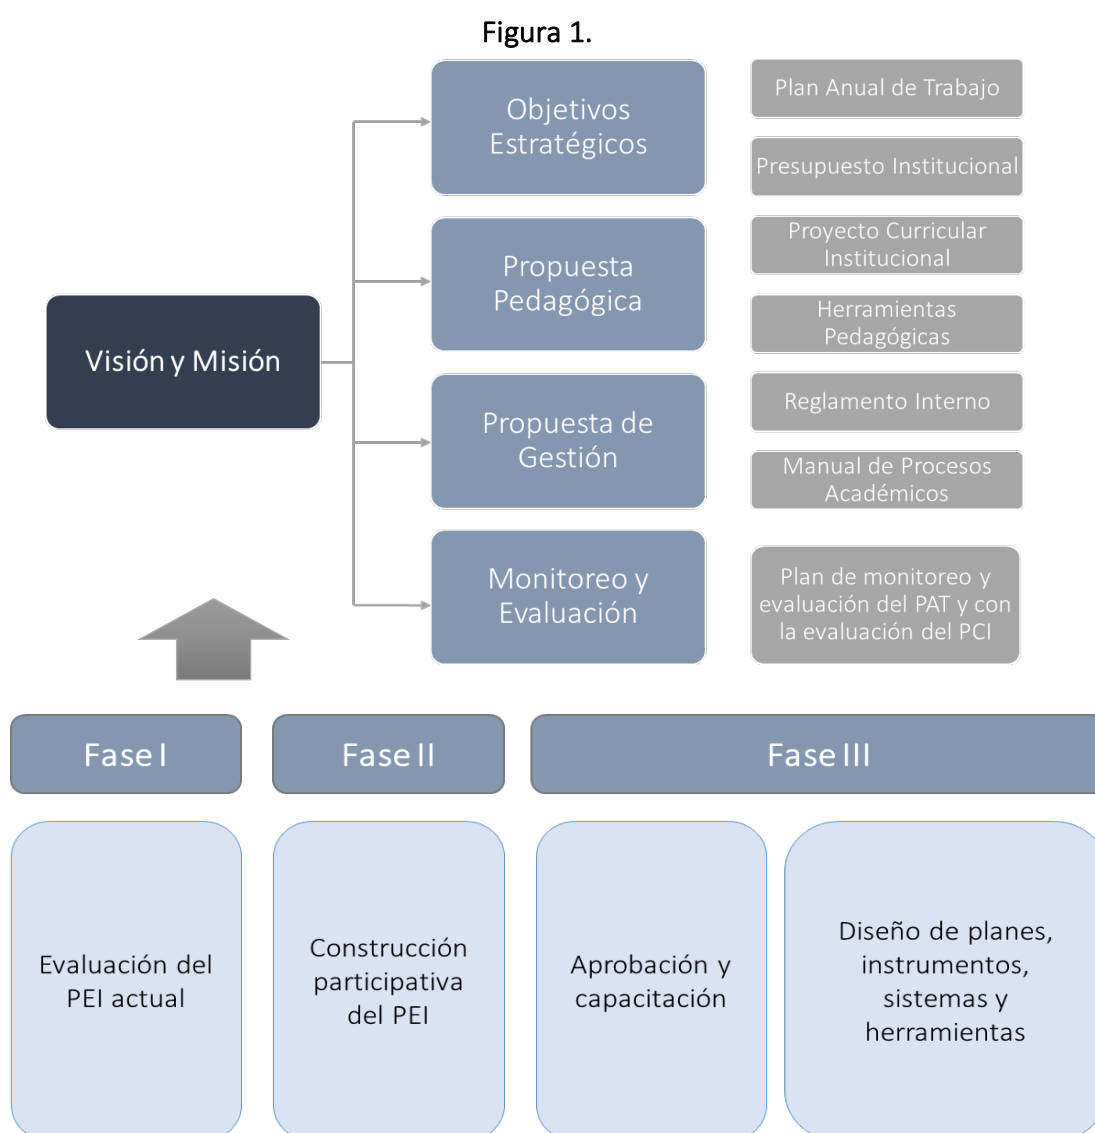 Figura 1.
Objetivos
Estratégicos
Plan Anual de Trabajo
Presupuesto Institucional
Propuesta
Pedagógica
Proyecto Curricular
Institucional
Herramientas
Pedagógicas
Visión y Misión
Propuesta de
Gestión
Reglamento Interno
Manual de Procesos
Académicos
Monitoreo y
Evaluación
Plan de monitoreo y
evaluación del PAT y con
la evaluación del PCI
Fase I
Fase II
Fase III
Evaluación del
PEI actual
Construcción
participativa
del PEI
Aprobación y
capacitación
Diseño de planes,
instrumentos,
sistemas y
herramientas